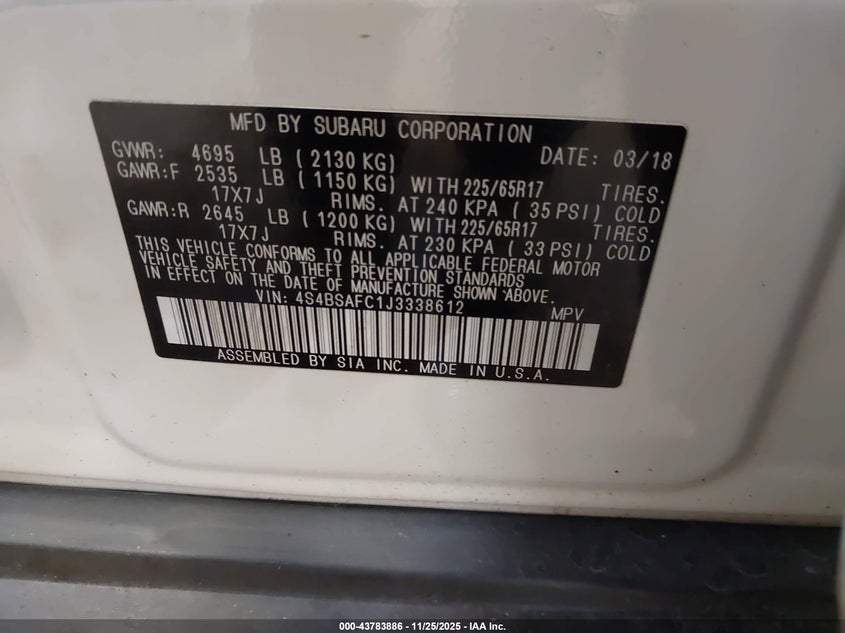 MFD BY SUBARU CORPORATION
GVWR: 4695 LB ( 2130 KG) DATE: 03/18
GAWR:F 2535 LB ( 1150 KG) WITH 225/65R17 TIRES.
17X7J RIMS. AT 240 KPA ( 35 PSI) COLD
GAWR:R 2645 LB ( 1200 KG) WITH 225/65R17 TIRES.
17X7J RIMS. AT 230 KPA ( 33 PSI) COLD
THIS VEHICLE CONFORMS TO ALL APPLICABLE FEDERAL MOTOR
VEHICLE SAFETY AND THEFT PREVENTION STANDARDS
IN EFFECT ON THE DATE OF MANUFACTURE SHOWN ABOVE.
VIN: 4S4BSAFC1J3338612 MPV
ASSEMBLED BY SIA INC. MADE IN U.S.A.
000-43783886 - 11/25/2025 - IAA Inc.